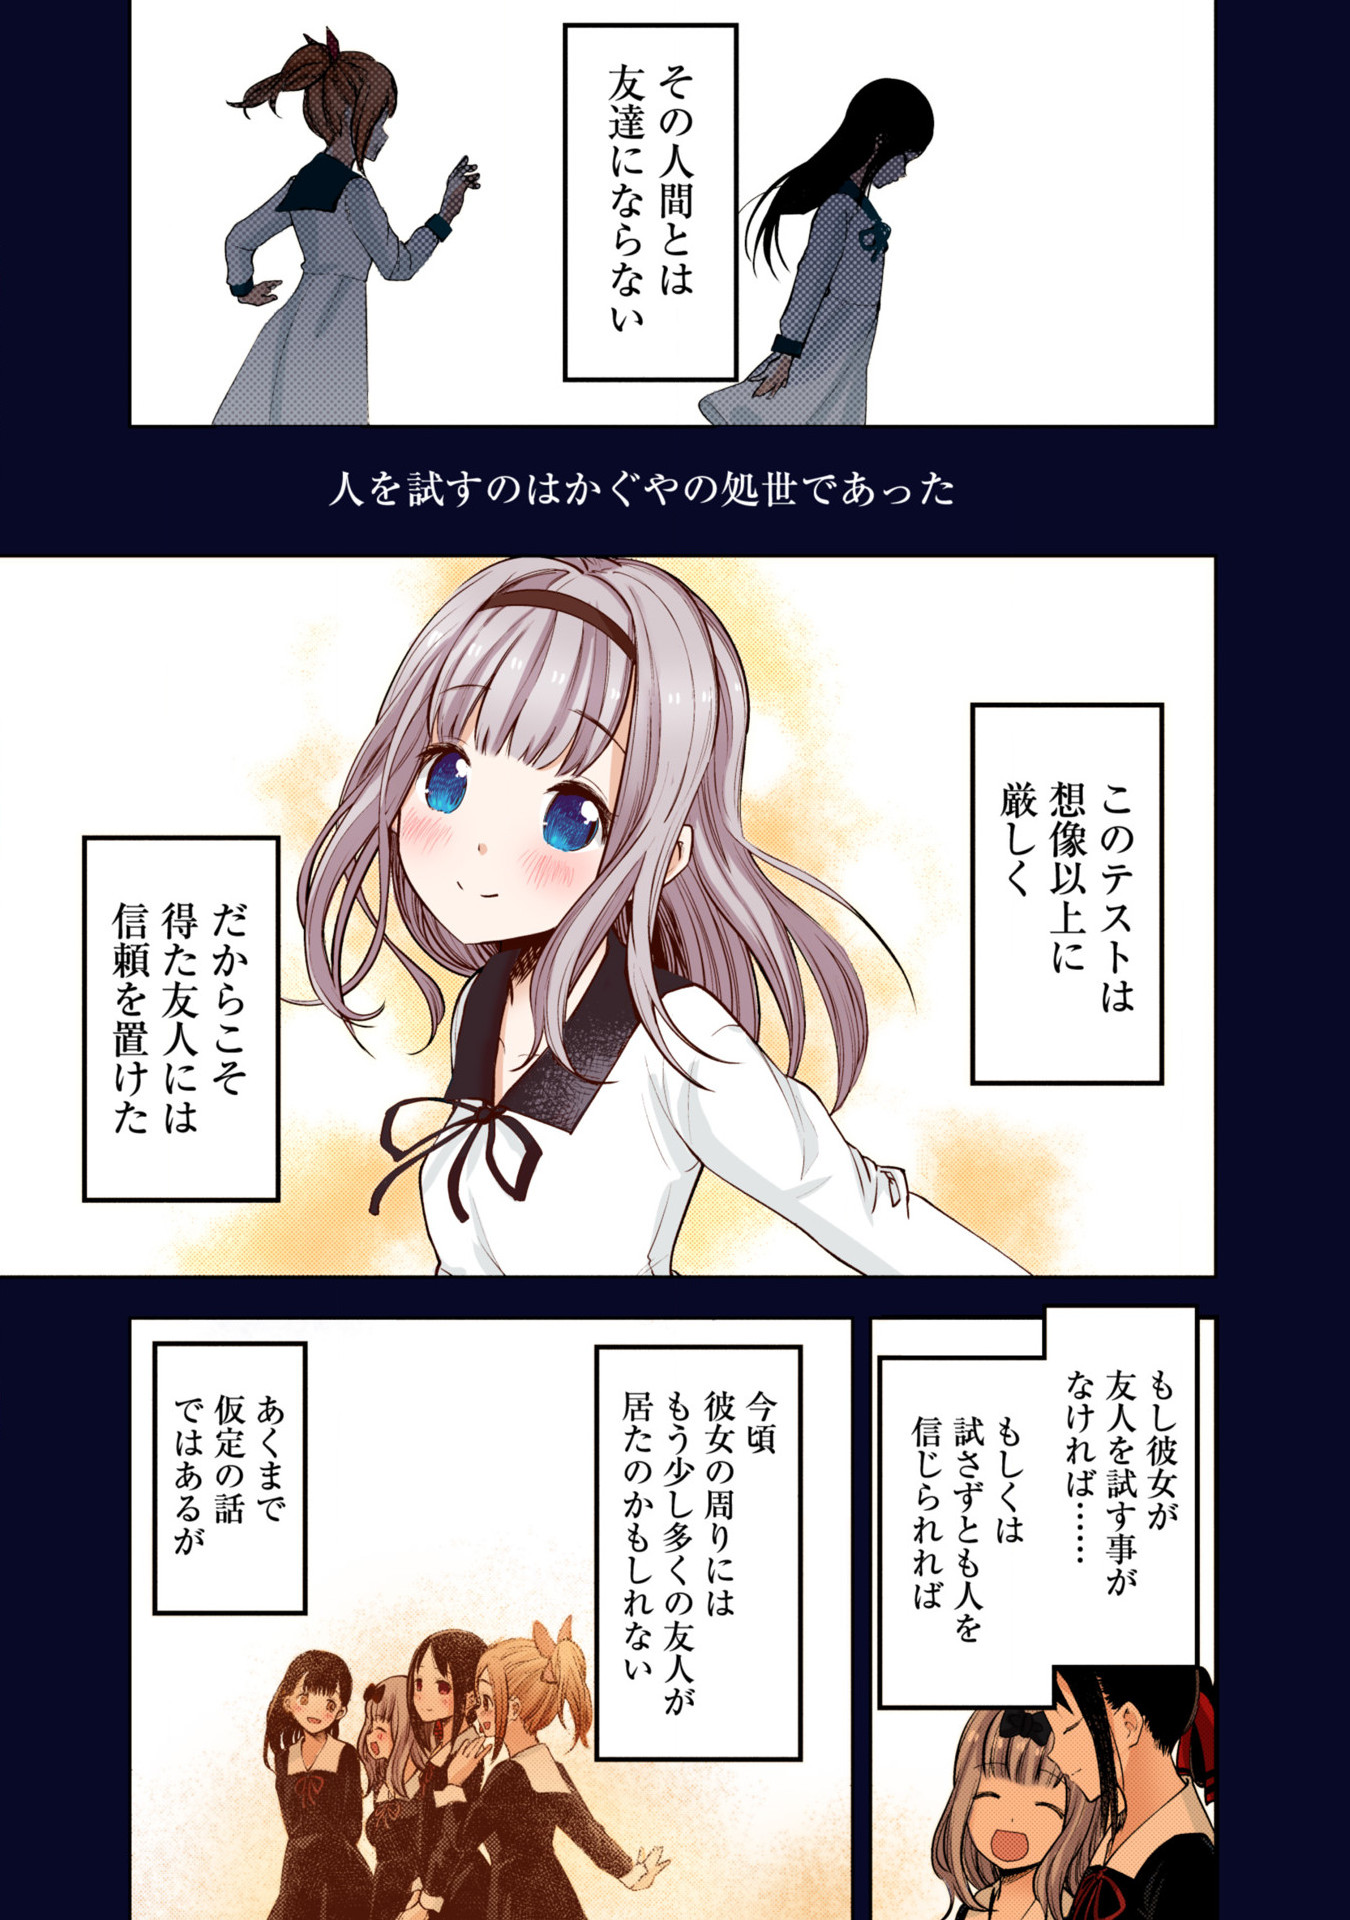 その人間とは
友達にならない
人を試すのはかぐやの処世であった
このテストは
想像以上に
厳しく
だからこそ
得た友人には
信頼を置けた
もし彼女が
友人を試す事が
なければ……
もしくは
試さずとも人を
信じられれば
今頃
彼女の周りには
もう少し多くの友人が
居たのかもしれない
あくまで
仮定の話
ではあるが